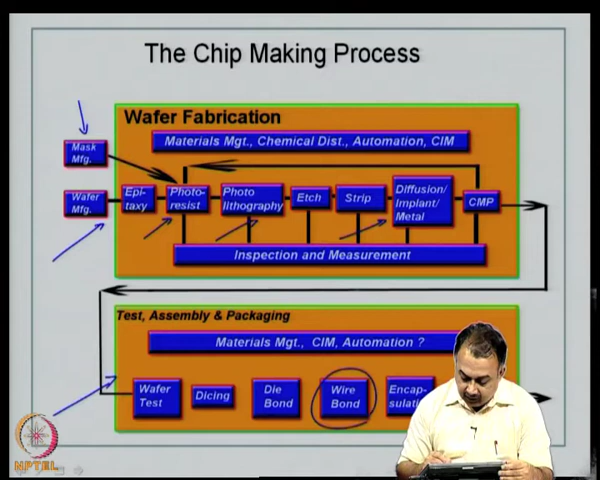 The Chip Making Process
Wafer Fabrication
Materials Mgt., Chemical Dist., Automation, CIM
Mask
Mfg.
Wafer
Mfg.
Epi-
taxy
Photo-
resist
Photo
lithography
Etch
Strip
Diffusion/
Implant/
Metal
CMP
Inspection and Measurement
Test, Assembly & Packaging
Materials Mgt., CIM, Automation ?
Wafer
Test
Dicing
Die
Bond
Wire
Bond
Encap-
NPTEL